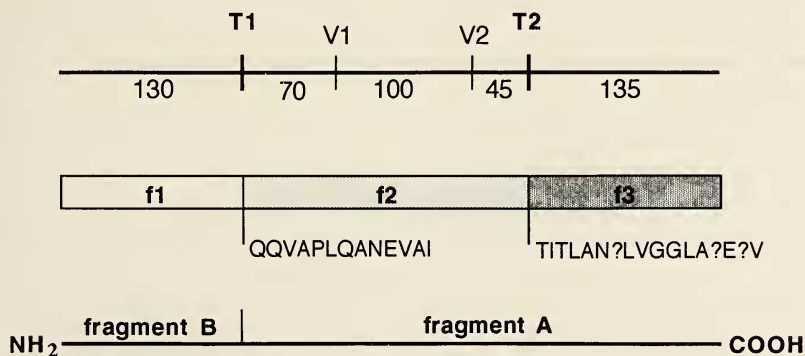 T1 V1 V2 T2
130 70 100 45 135
f1 f2 f3
QQVAPLQANEVAI TITLAN?LVGGLA?E?V
fragment B fragment A
NH2 COOH